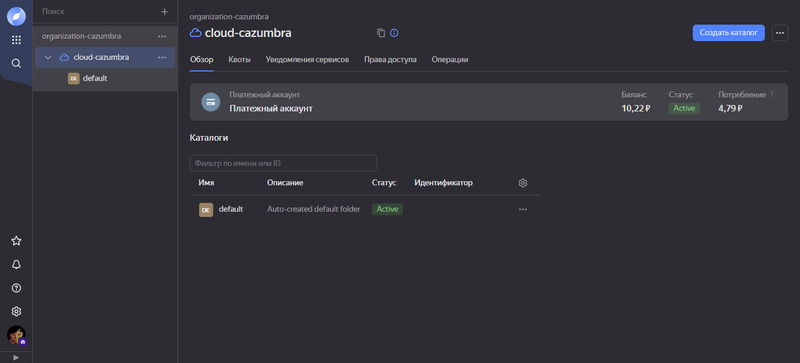 Поиск
organization-cazumbra
cloud-cazumbra
DE default
organization-cazumbra
cloud-cazumbra
Создать каталог
Обзор Квоты Уведомления сервисов Права доступа Операции
Платежный аккаунт Баланс Статус Потребление
Платежный аккаунт 10,22 ₽ Active 4,79 ₽
Каталоги
Фильтр по имени или ID
Имя Описание Статус Идентификатор
DE default Auto-created default folder Active